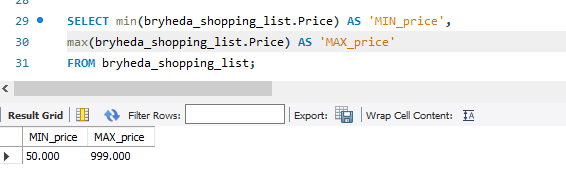 29 SELECT min(bryheda_shopping_list.Price) AS 'MIN_price',
30 max(bryheda_shopping_list.Price) AS 'MAX_price'
31 FROM bryheda_shopping_list;
Result Grid Filter Rows: Export: Wrap Cell Content:
MIN_price MAX_price
50.000 999.000